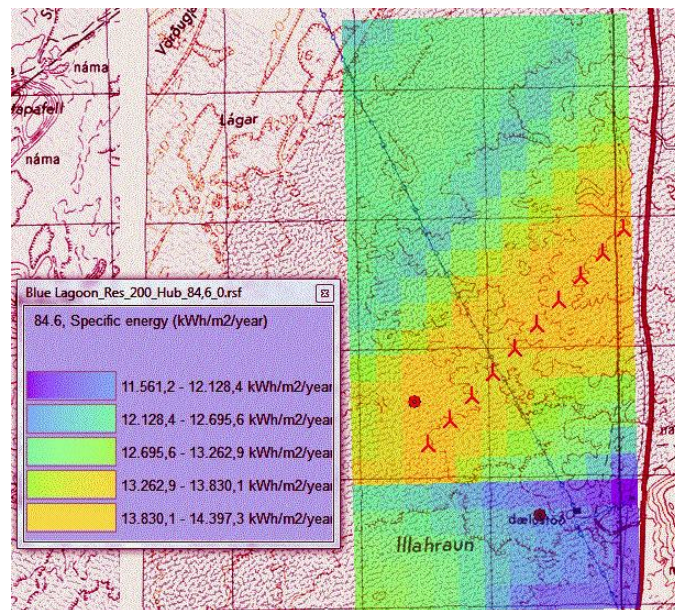 Vörðugjá
náma
apafell
Lágar
náma
Blue Lagoon_Res_200_Hub_84,6_0.rsf
84.6, Specific energy (kWh/m2/year)
11.561,2 - 12.128,4 kWh/m2/year
12.128,4 - 12.695,6 kWh/m2/year
12.695,6 - 13.262,9 kWh/m2/year
13.262,9 - 13.830,1 kWh/m2/year
13.830,1 - 14.397,3 kWh/m2/year
dælustöð
Illahraun